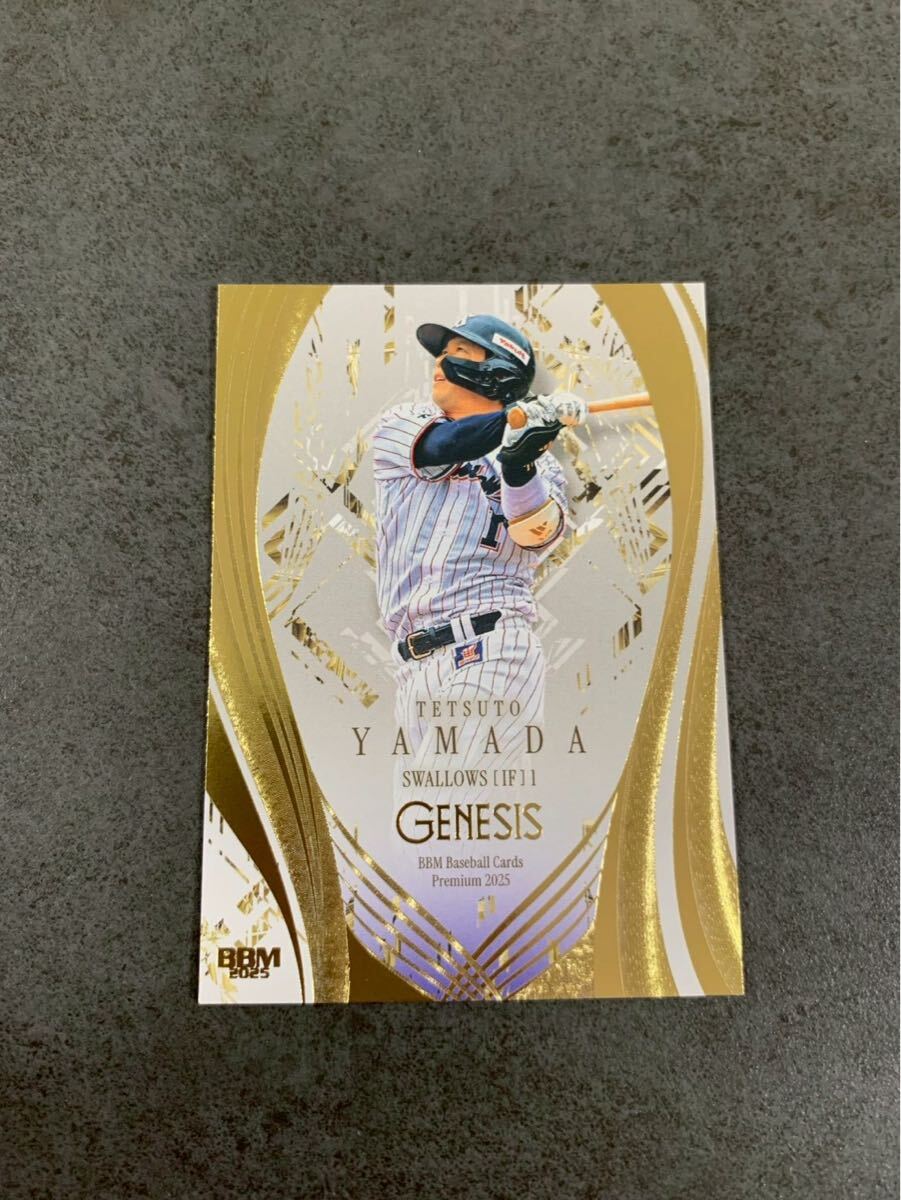 TETSUTO
YAMADA
SWALLOWS [IF] 1
GENESIS
BBM Baseball Cards
Premium 2025
BBM
2025